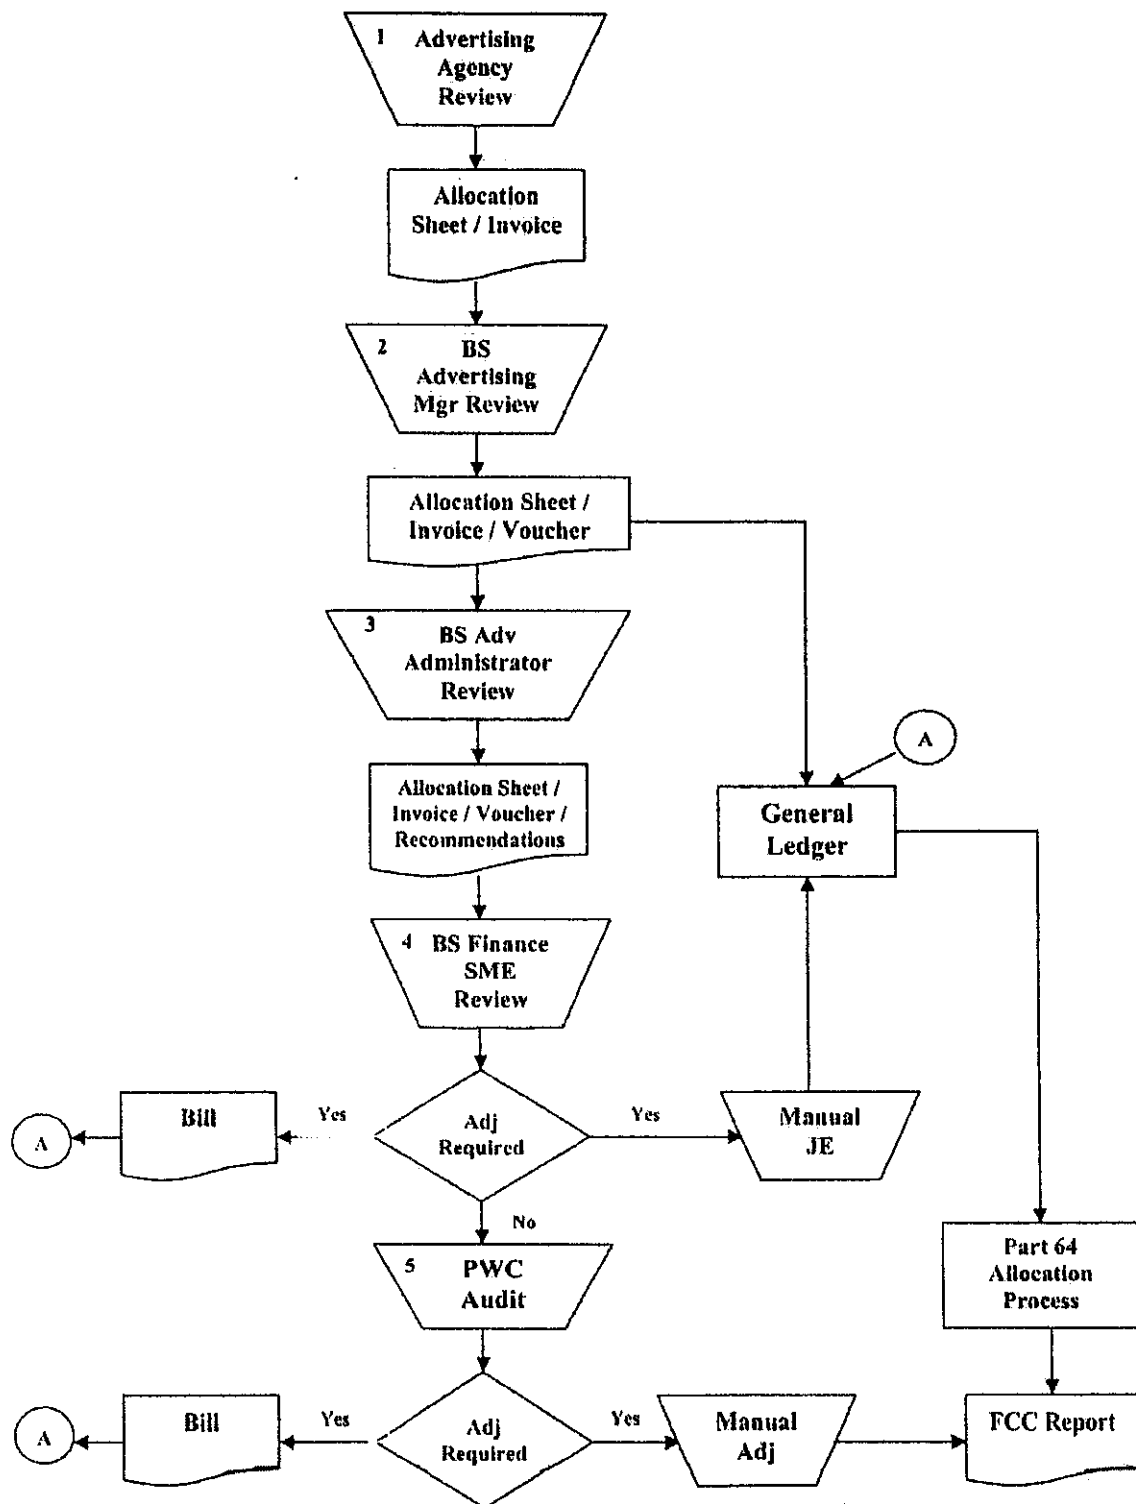 1 Advertising
Agency
Review
Allocation
Sheet / Invoice
2 BS
Advertising
Mgr Review
Allocation Sheet /
Invoice / Voucher
3 BS Adv
Administrator
Review
A
Allocation Sheet /
Invoice / Voucher /
Recommendations
General
Ledger
4 BS Finance
SME
Review
A
Bill
Yes
Adj
Required
Yes
Manual
JE
No
5 PWC
Audit
Part 64
Allocation
Process
A
Bill
Yes
Adj
Required
Yes
Manual
Adj
FCC Report